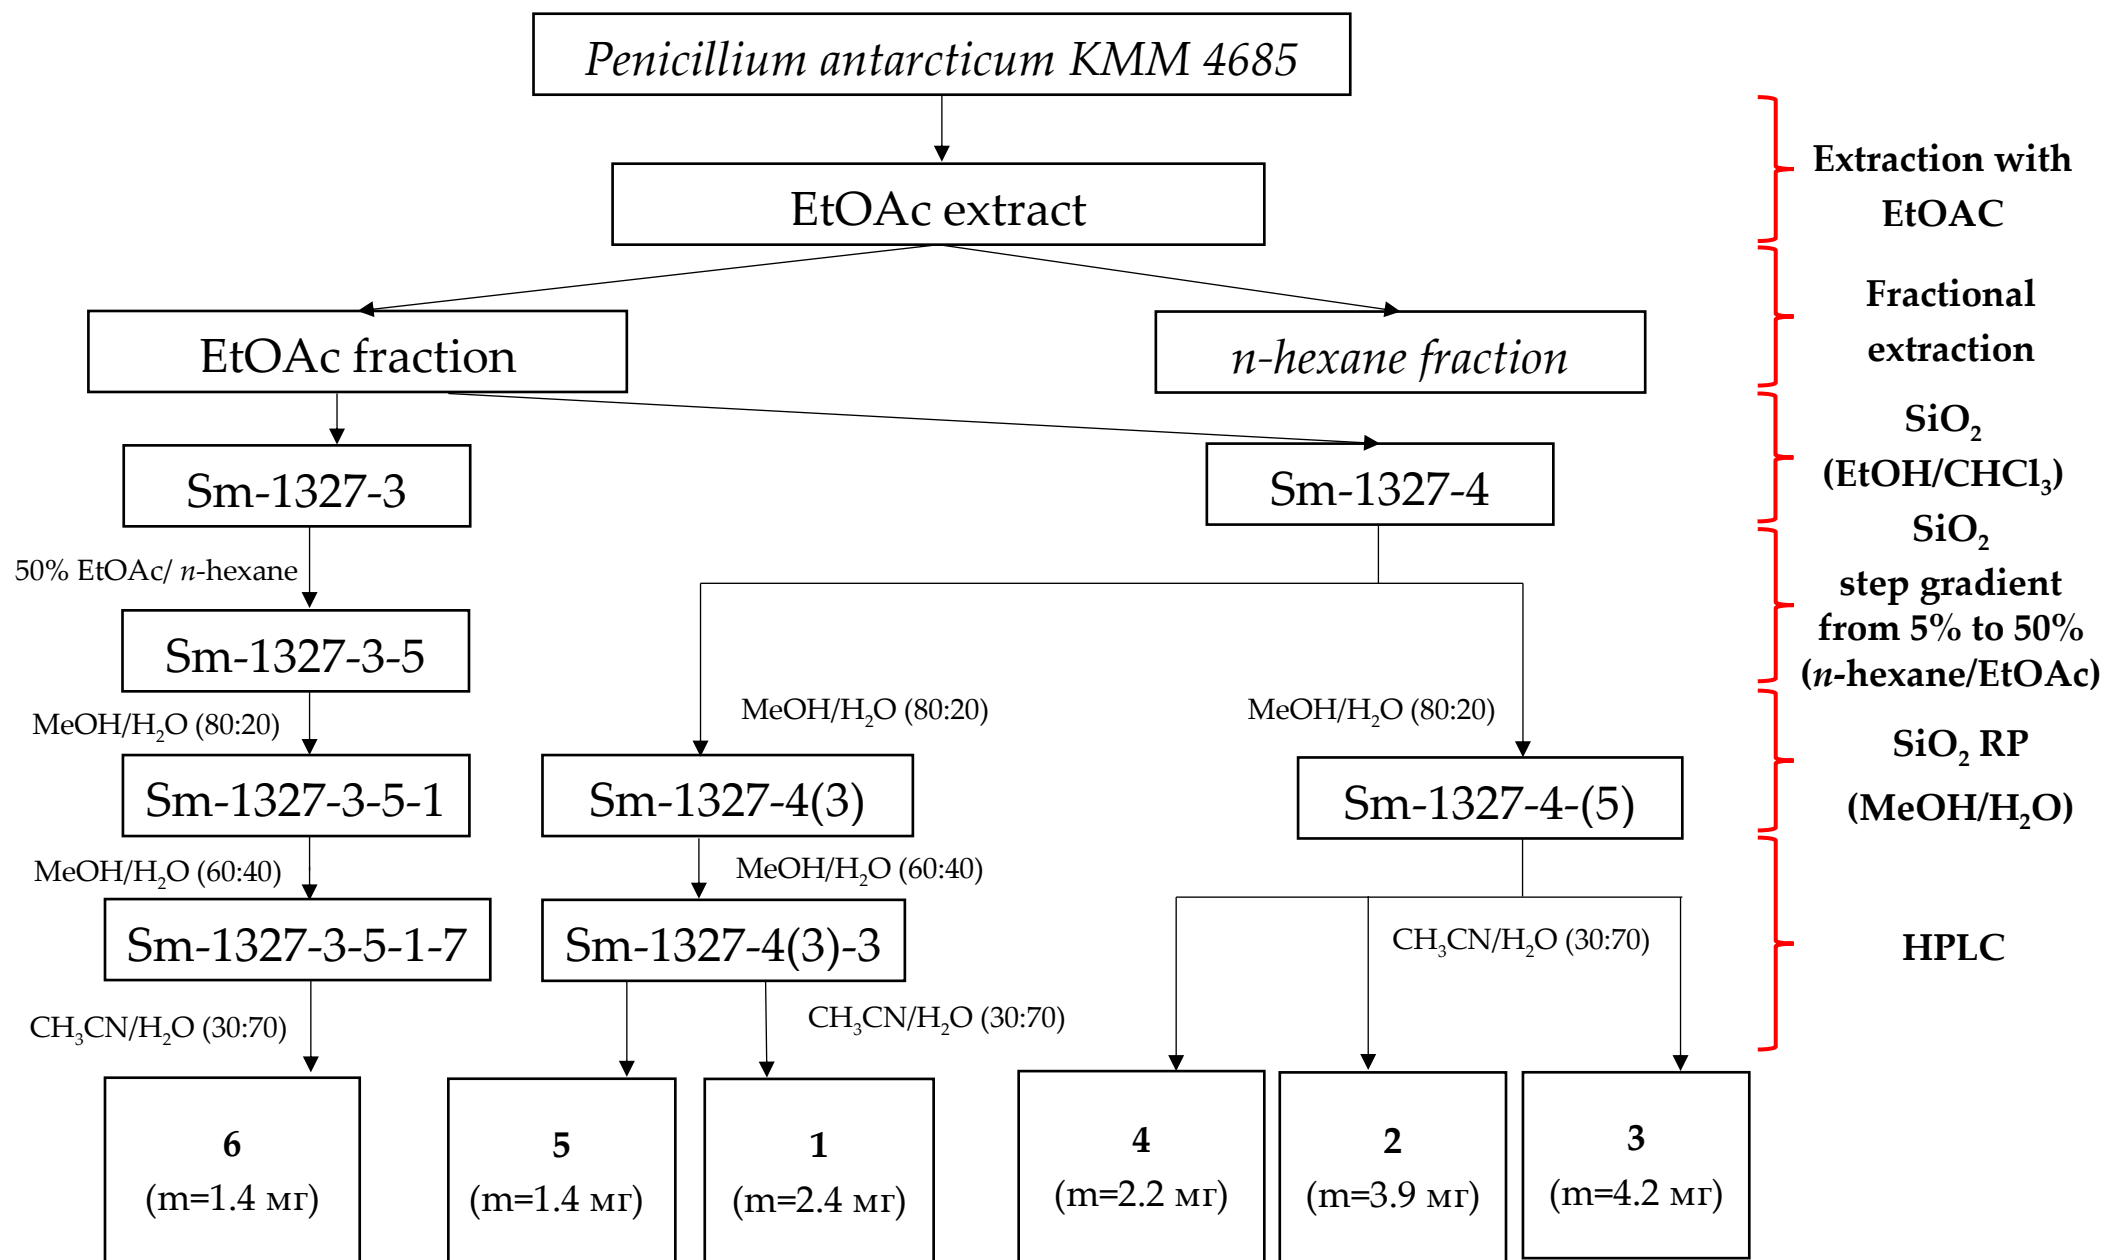 Penicillium antarcticum KMM 4685
EtOAc extract
Extraction with
EtOAC
EtOAc fraction
n-hexane fraction
Fractional
extraction
Sm-1327-3
Sm-1327-4
SiO₂
(EtOH/CHCl₃)
50% EtOAc/ n-hexane
Sm-1327-3-5
SiO₂
step gradient
from 5% to 50%
(n-hexane/EtOAc)
MeOH/H₂O (80:20)
MeOH/H₂O (80:20)
MeOH/H₂O (80:20)
Sm-1327-3-5-1
Sm-1327-4(3)
Sm-1327-4-(5)
SiO₂ RP
(MeOH/H₂O)
MeOH/H₂O (60:40)
MeOH/H₂O (60:40)
Sm-1327-3-5-1-7
Sm-1327-4(3)-3
CH₃CN/H₂O (30:70)
HPLC
CH₃CN/H₂O (30:70)
CH₃CN/H₂O (30:70)
6
(m=1.4 мг)
5
(m=1.4 мг)
1
(m=2.4 мг)
4
(m=2.2 мг)
2
(m=3.9 мг)
3
(m=4.2 мг)